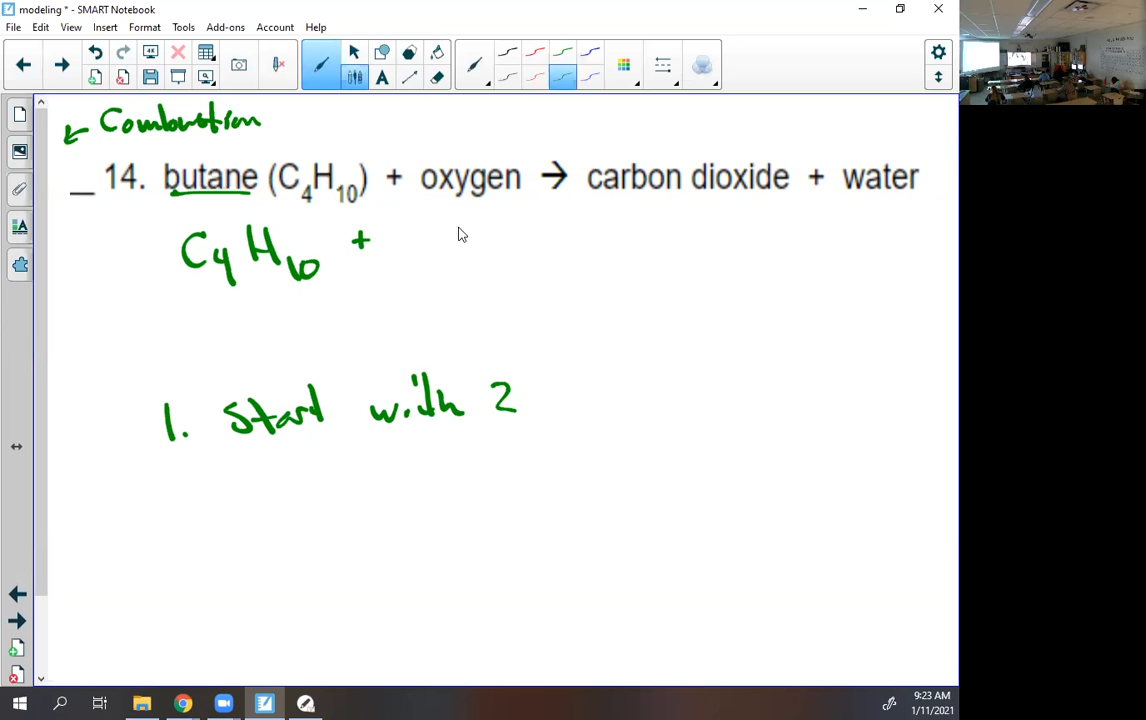 modeling * - SMART Notebook
File Edit View Insert Format Tools Add-ons Account Help
Combustion
__ 14. butane (C₄H₁₀) + oxygen → carbon dioxide + water
C₄H₁₀ +
1. Start with 2
9:23 AM
1/11/2021